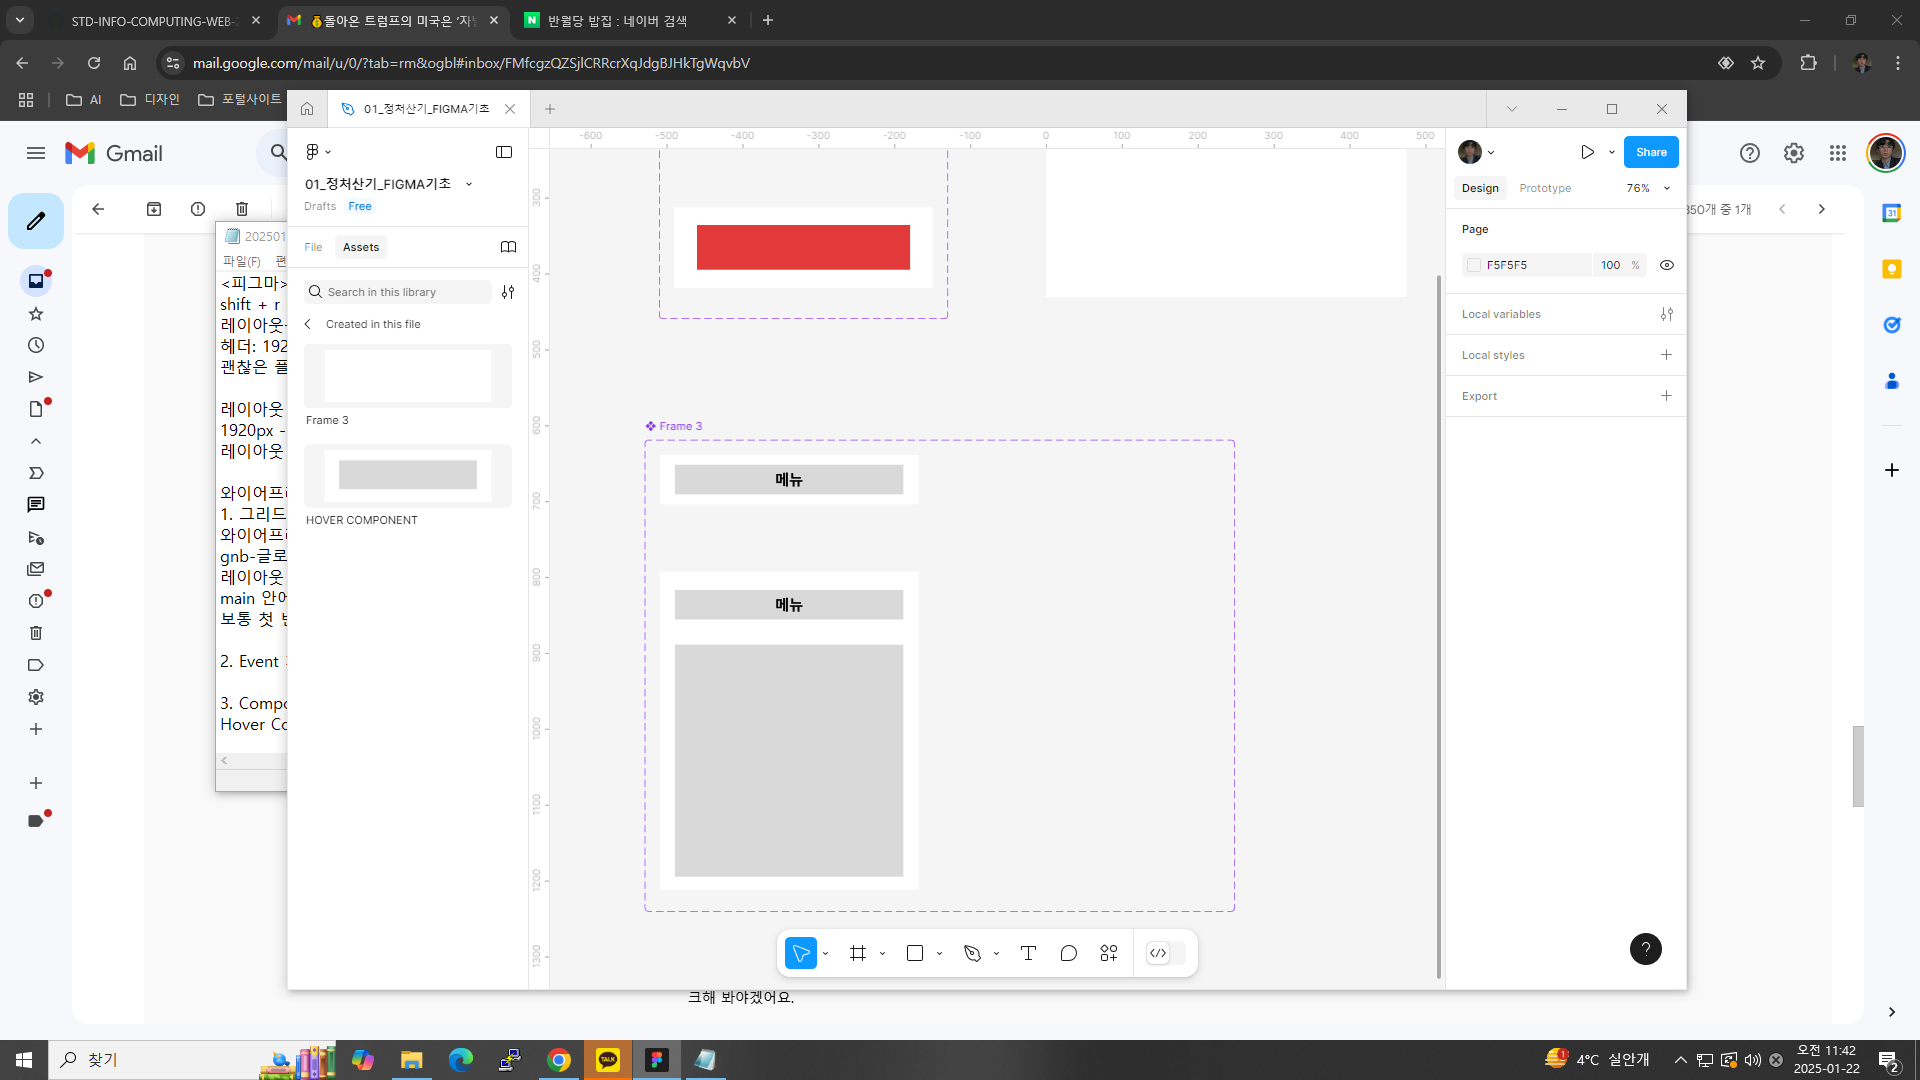 STD-INFO-COMPUTING-WEB-
💰돌아온 트럼프의 미국은 '자
반월당 밥집 : 네이버 검색
mail.google.com/mail/u/0/?tab=rm&ogbl#inbox/FMfcgzQZSjlCRRcrXqJdgBJHkTgWqvbV
AI
디자인
포털사이트
01_정처산기_FIGMA기초
Gmail
-600 -500 -400 -300 -200 -100 0 100 200 300 400 500
Share
01_정처산기_FIGMA기초
Drafts Free
Design Prototype 76%
350개 중 1개
File Assets
Page
202501
파일(F) 편
F5F5F5 100 %
Search in this library
<피그마>
shift + r
레이아웃
헤더: 192
괜찮은 플
Created in this file
Local variables
Local styles
Export
Frame 3
HOVER COMPONENT
레이아웃
1920px -
레이아웃
와이어프
1. 그리드
와이어프
gnb-글로
레이아웃
main 안에
보통 첫 번
2. Event
3. Compo
Hover Co
300
400
500
600
700
800
900
1000
1100
1200
1300
Frame 3
메뉴
메뉴
크해 봐야겠어요.
찾기
TALK
1
4°C 실안개
오전 11:42
2025-01-22
2